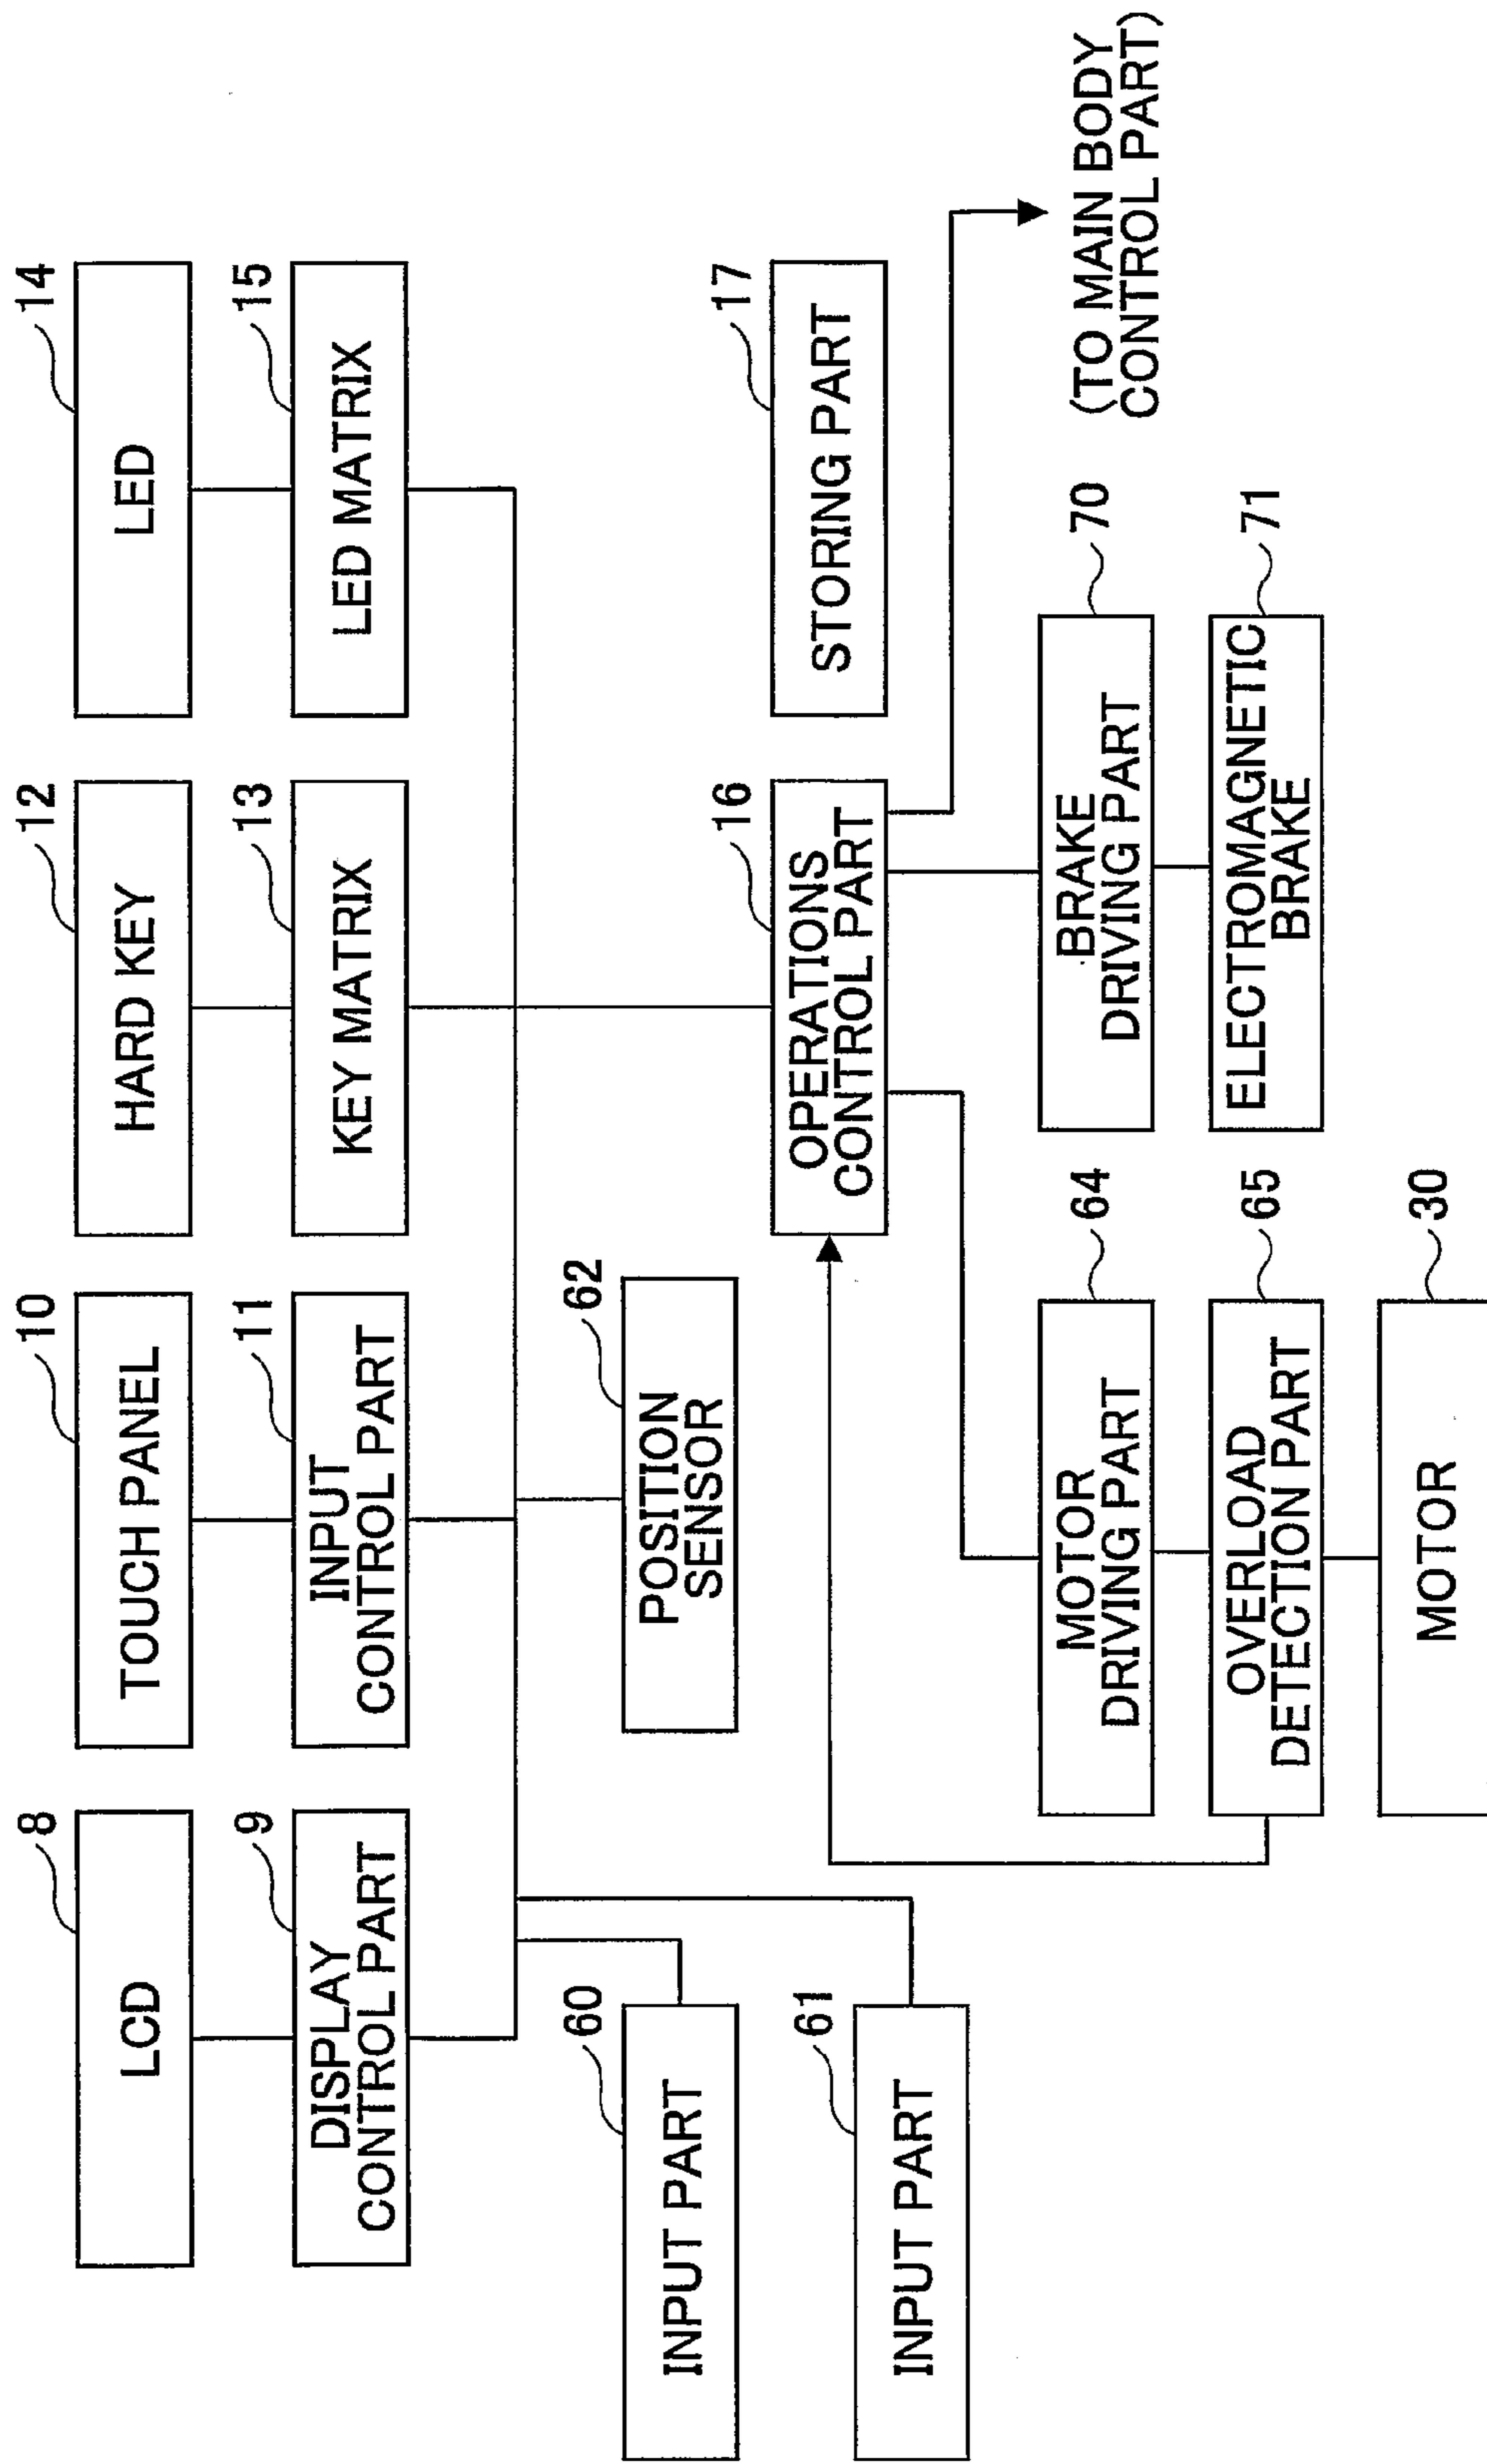 8
LCD
9
DISPLAY
CONTROL PART
10
TOUCH PANEL
11
INPUT
CONTROL PART
12
HARD KEY
13
KEY MATRIX
14
LED
15
LED MATRIX
60
INPUT PART
61
INPUT PART
62
POSITION
SENSOR
16
OPERATIONS
CONTROL PART
17
STORING PART
64
MOTOR
DRIVING PART
65
OVERLOAD
DETECTION PART
30
MOTOR
70
BRAKE
DRIVING PART
71
ELECTROMAGNETIC
BRAKE
(TO MAIN BODY
CONTROL PART)